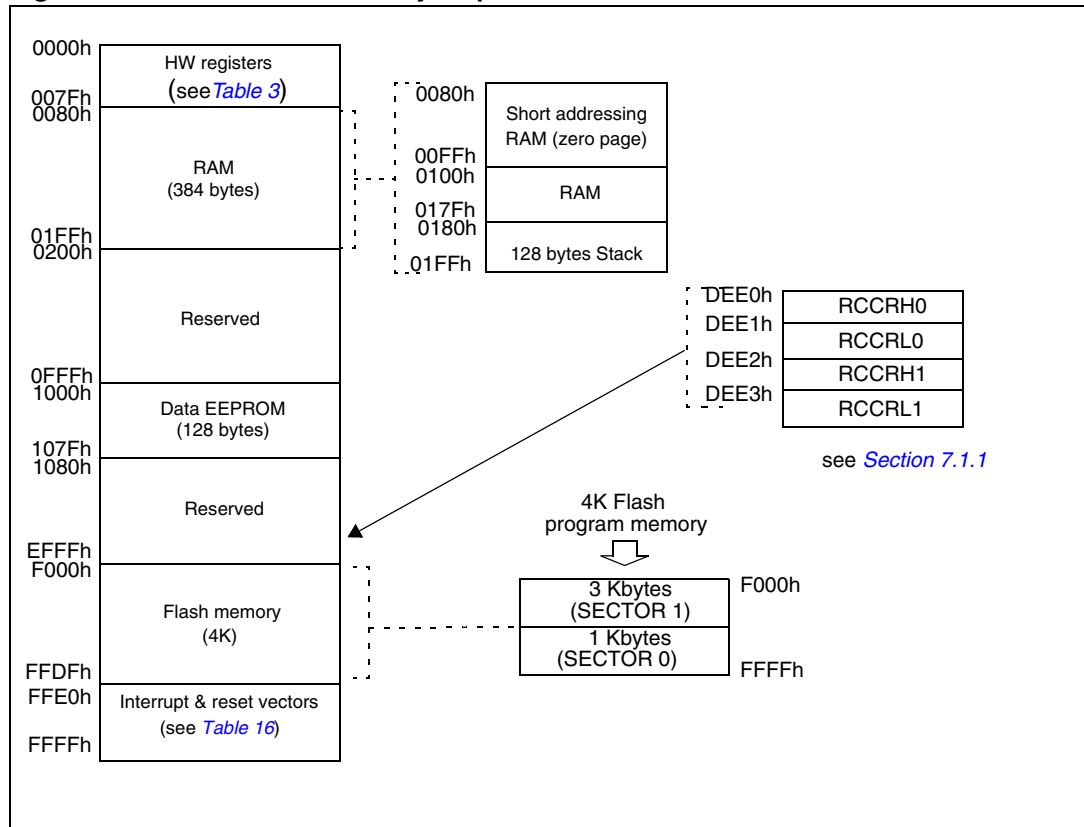 0000h
HW registers
(see Table 3)
007Fh
0080h
RAM
(384 bytes)
01FFh
0200h
Reserved
0FFFh
1000h
Data EEPROM
(128 bytes)
107Fh
1080h
Reserved
EFFFh
F000h
Flash memory
(4K)
FFDFh
FFE0h
Interrupt & reset vectors
(see Table 16)
FFFFh
0080h
Short addressing
RAM (zero page)
00FFh
0100h
RAM
017Fh
0180h
128 bytes Stack
01FFh
DEE0h
RCCRH0
DEE1h
RCCRL0
DEE2h
RCCRH1
DEE3h
RCCRL1
see Section 7.1.1
4K Flash
program memory
3 Kbytes
(SECTOR 1)
F000h
1 Kbytes
(SECTOR 0)
FFFFh